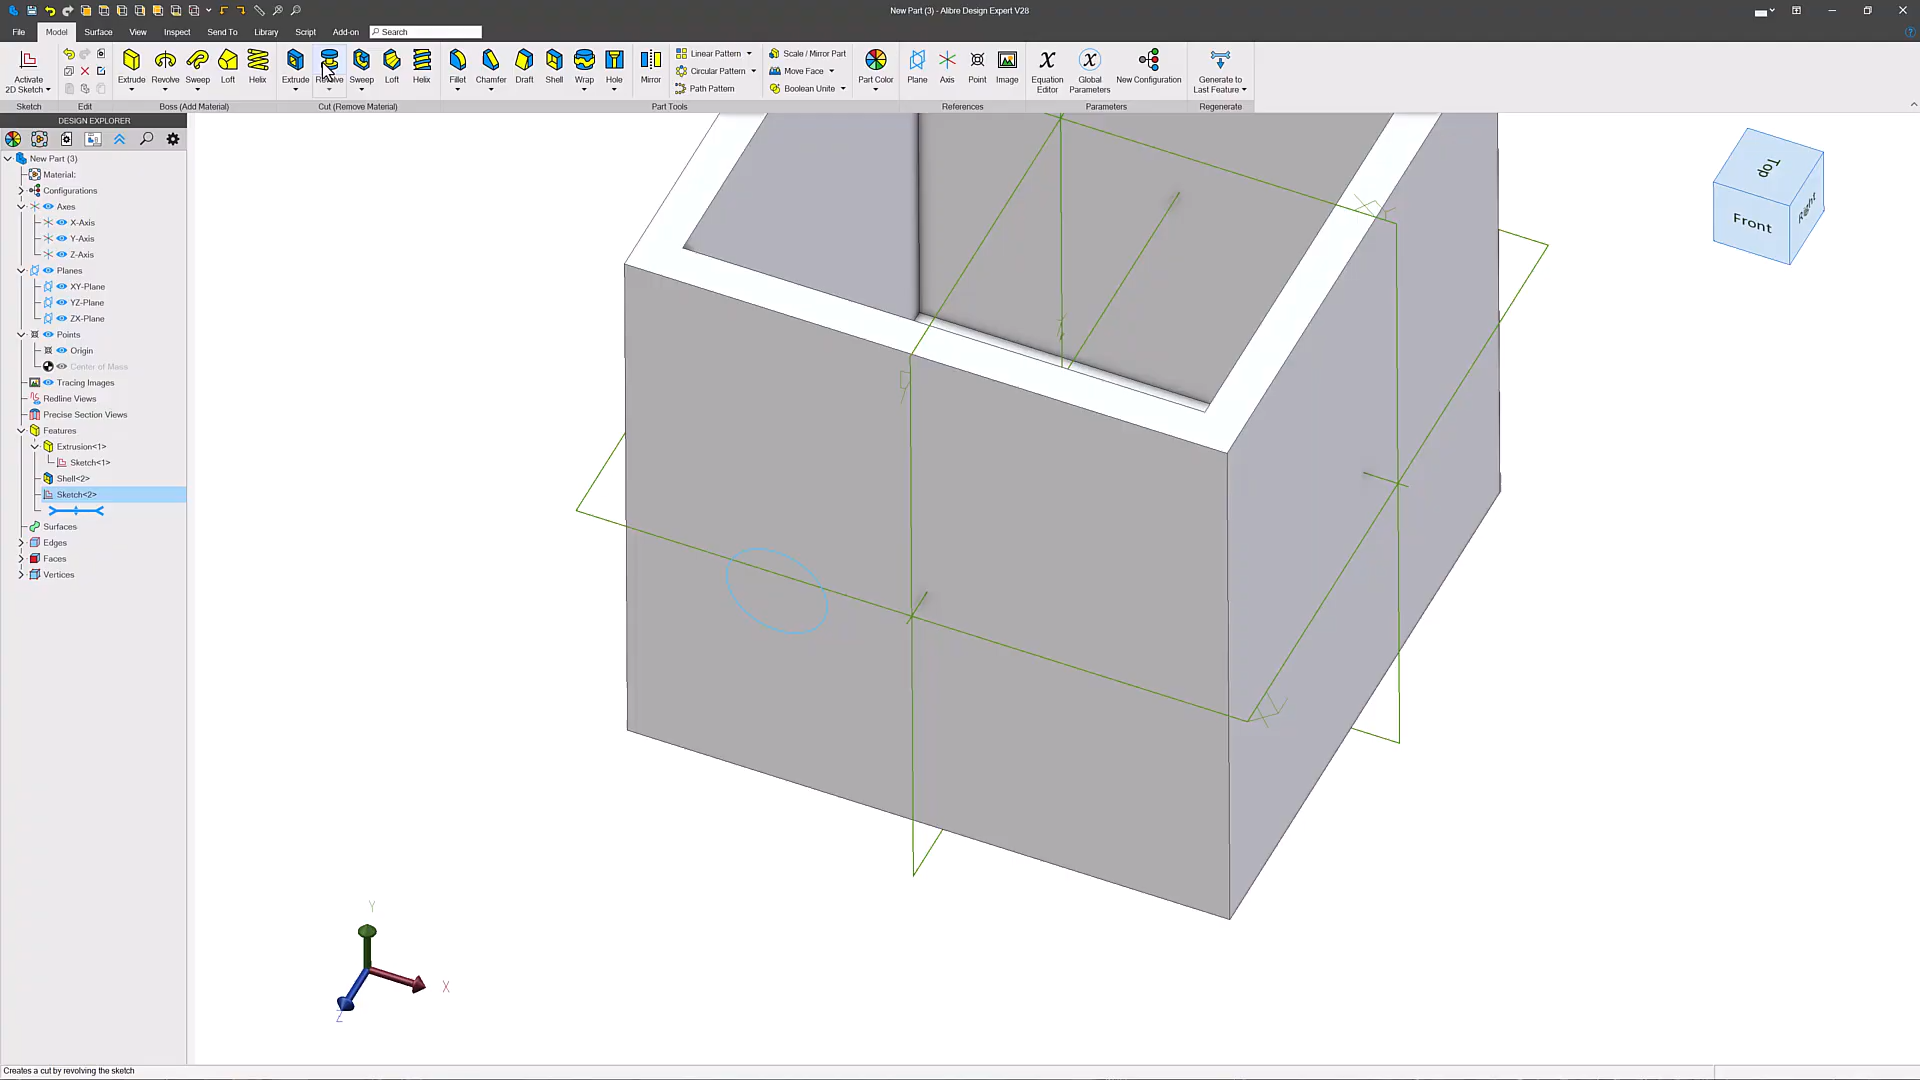 New Part (3) - Alibre Design Expert V28
File Model Surface View Inspect Send To Library Script Add-on Search
Activate
2D Sketch
Extrude Revolve Sweep Loft Helix
Extrude Revolve Sweep Loft Helix
Fillet Chamfer Draft Shell Wrap Hole Mirror
Linear Pattern
Circular Pattern
Path Pattern
Scale / Mirror Part
Move Face
Boolean Unite
Part Color
Plane Axis Point Image
Equation
Editor
Global
Parameters
New Configuration
Generate to
Last Feature
Sketch Edit Boss (Add Material) Cut (Remove Material) Part Tools References Parameters Regenerate
DESIGN EXPLORER
New Part (3)
Material:
Configurations
Axes
X-Axis
Y-Axis
Z-Axis
Planes
XY-Plane
YZ-Plane
ZX-Plane
Points
Origin
Center of Mass
Tracing Images
Redline Views
Precise Section Views
Features
Extrusion<1>
Sketch<1>
Shell<2>
Sketch<2>
Surfaces
Edges
Faces
Vertices
Top
Front
Right
Y
X
Z
Creates a cut by revolving the sketch